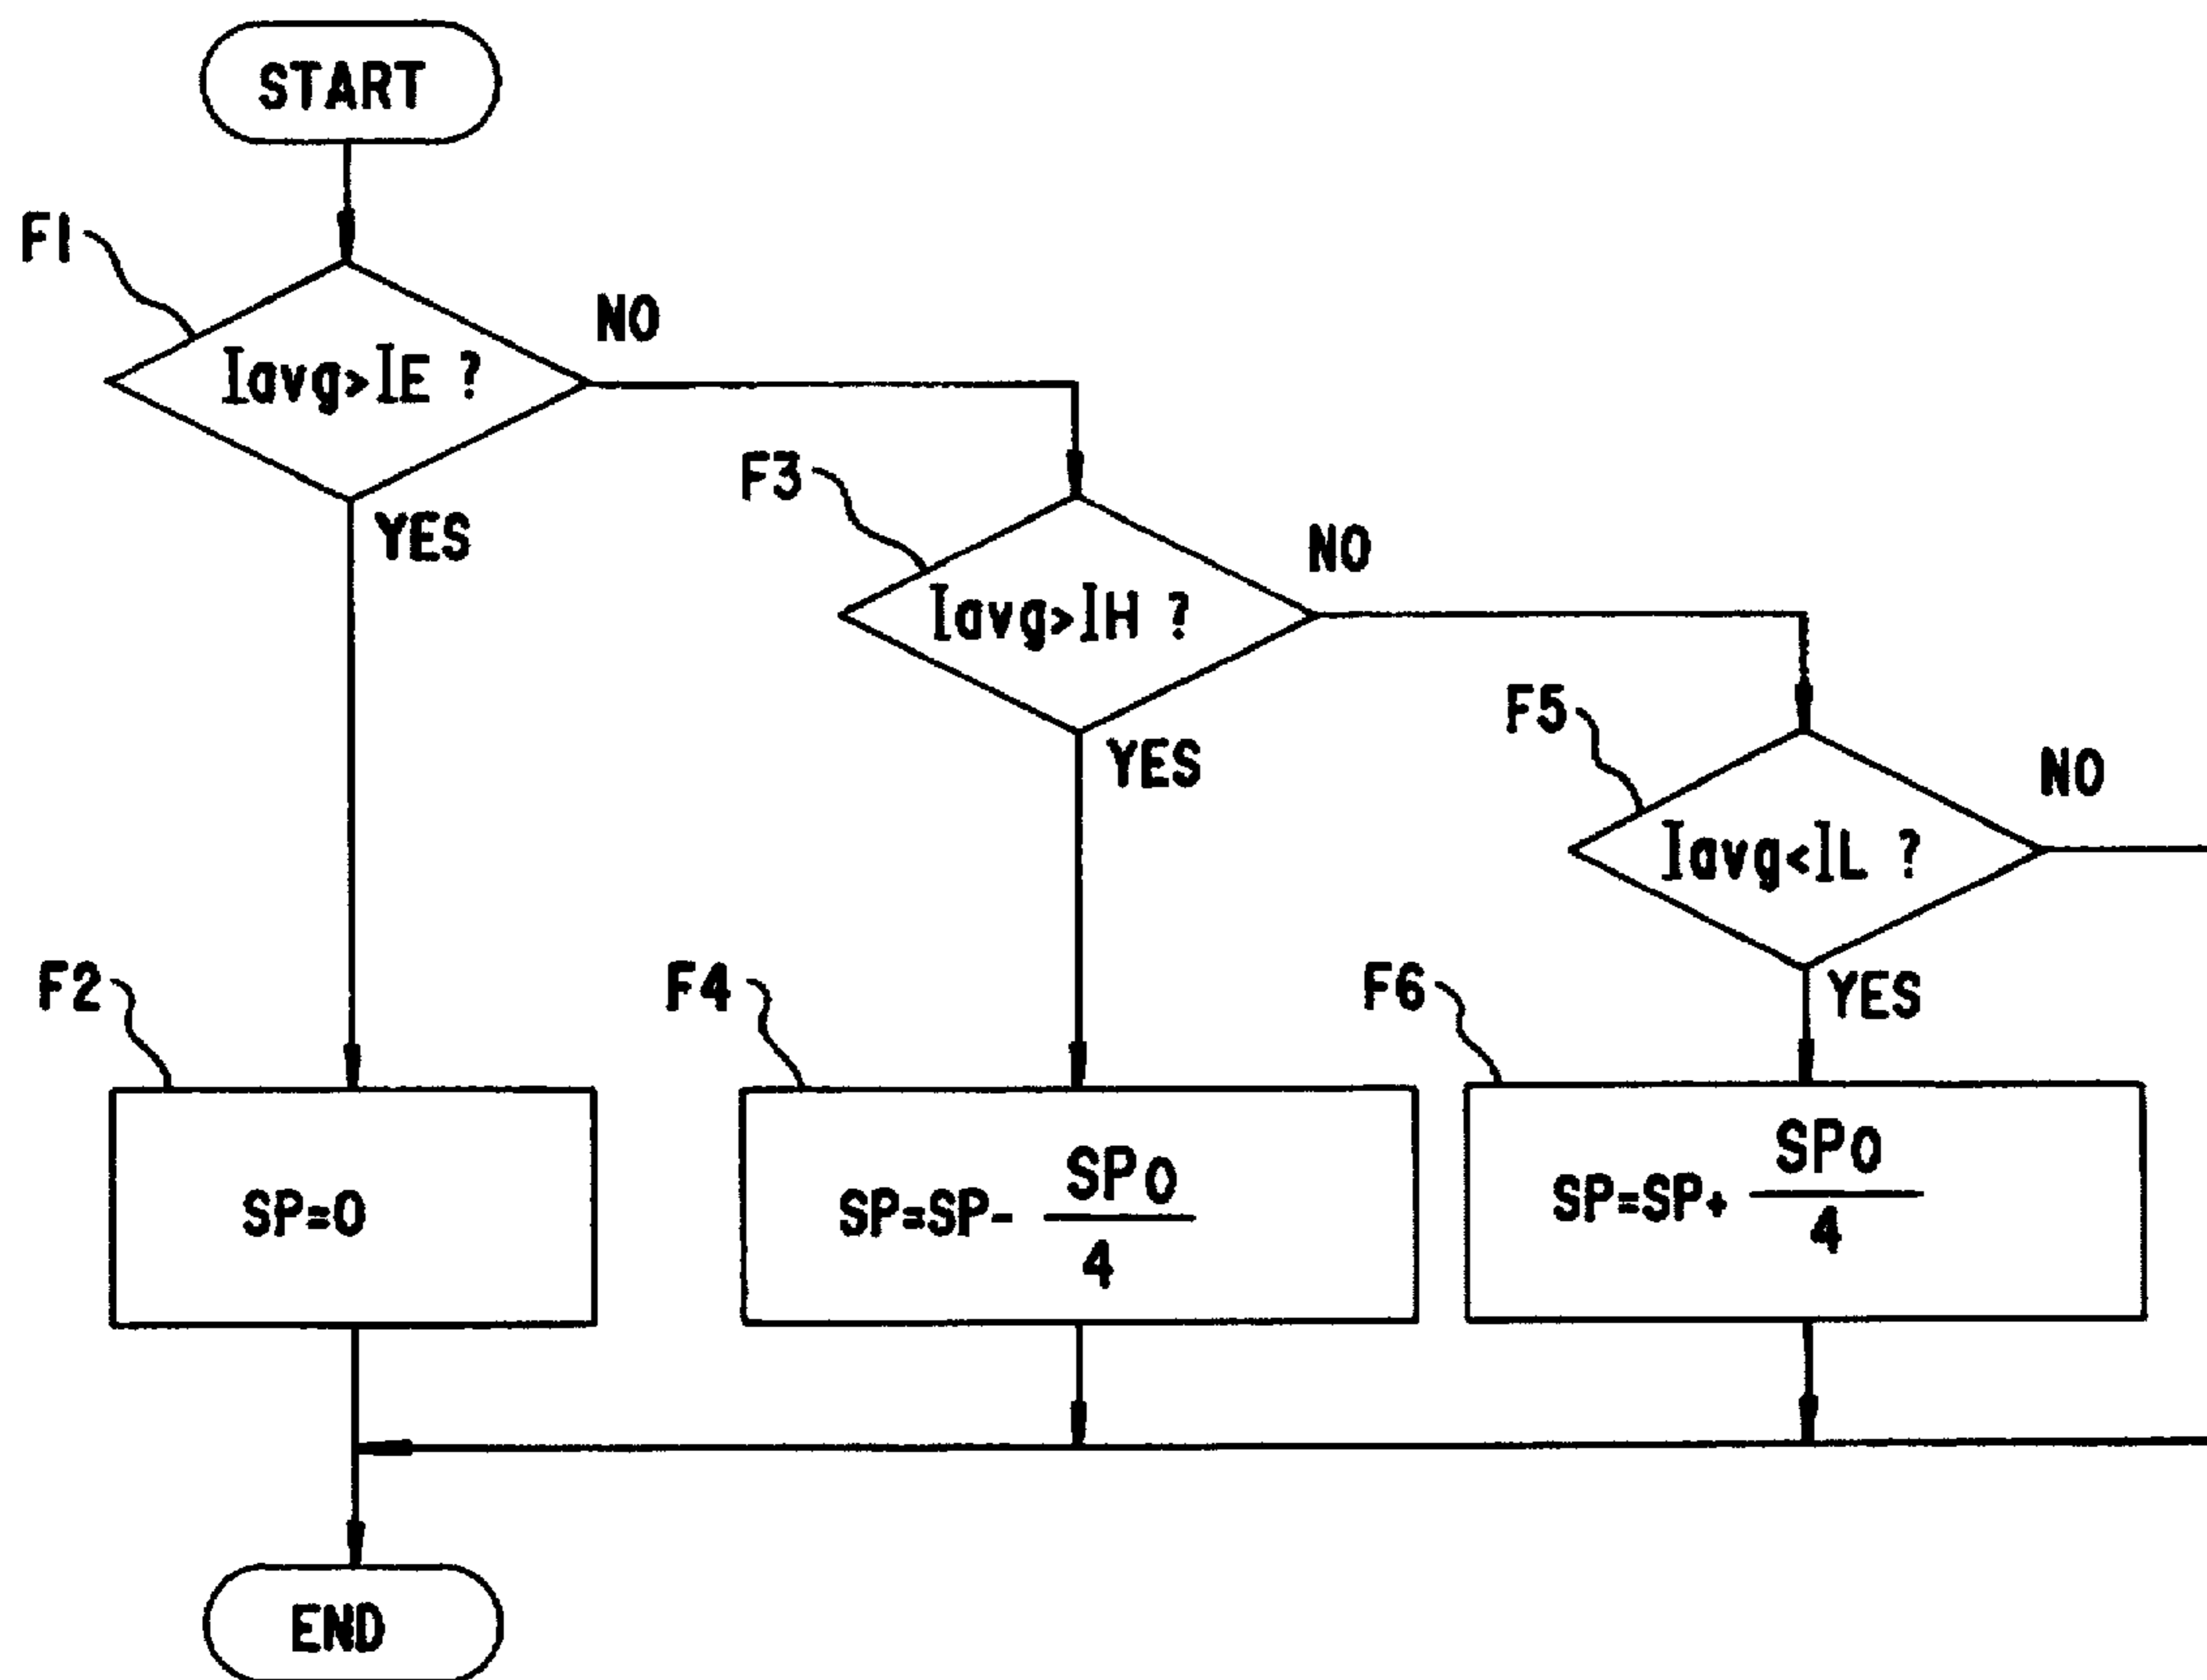 START
F1
NO
Iavg>IE ?
YES
F3
NO
Iavg>IH ?
YES
F5
NO
Iavg<IL ?
YES
F2
F4
F6
SP=0
SP=SP- SP0
4
SP=SP+ SP0
4
END